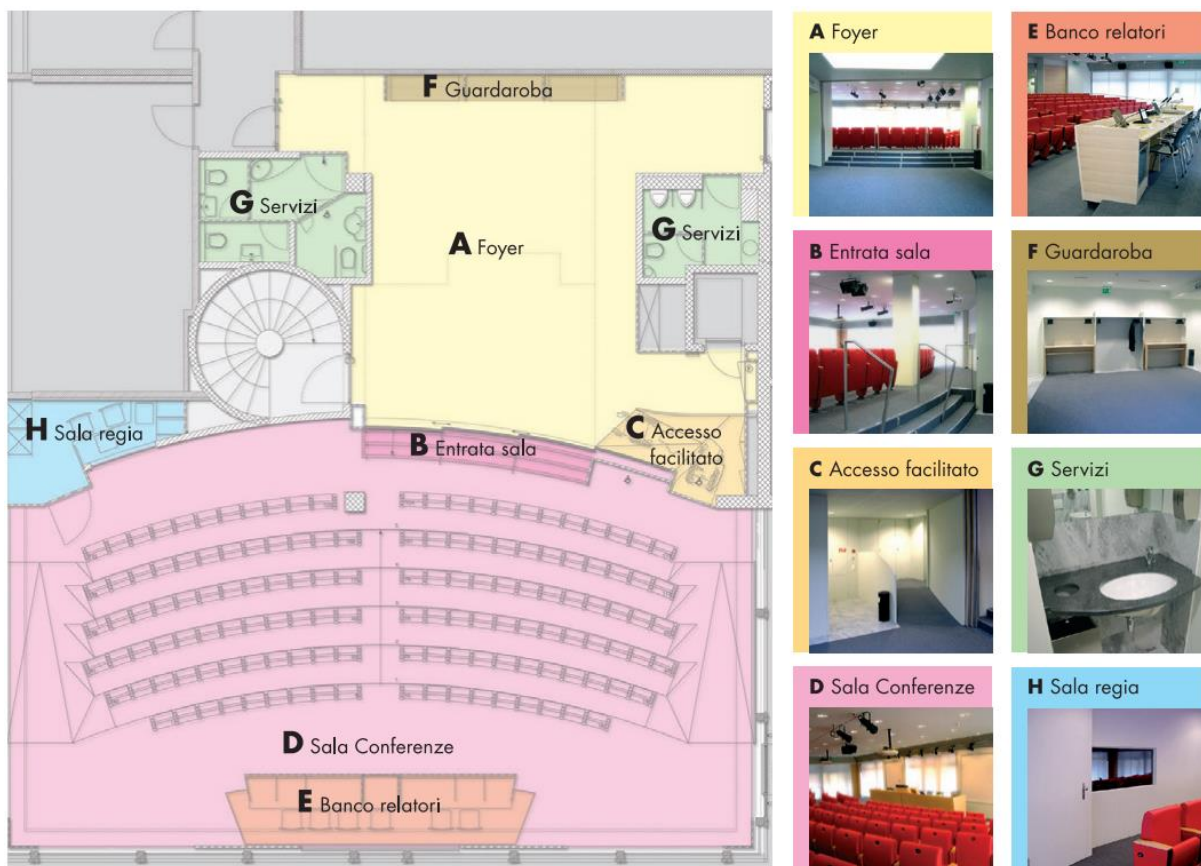 F Guardaroba
G Servizi
G Servizi
A Foyer
H Sala regia
B Entrata sala
C Accesso
facilitato
D Sala Conferenze
E Banco relatori
A Foyer
E Banco relatori
B Entrata sala
F Guardaroba
C Accesso facilitato
G Servizi
D Sala Conferenze
H Sala regia